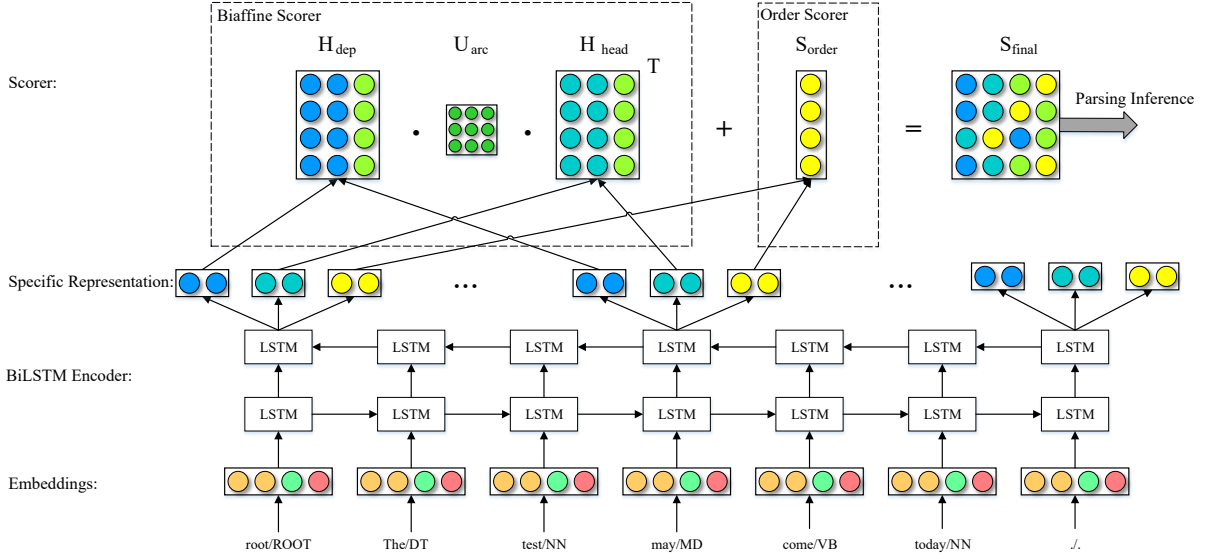 Biaffine Scorer
Order Scorer
H dep
U arc
H head
T
S order
S final
Scorer:
Parsing Inference
· · + =
Specific Representation:
... ...
LSTM LSTM LSTM LSTM LSTM LSTM LSTM
BiLSTM Encoder:
LSTM LSTM LSTM LSTM LSTM LSTM LSTM
Embeddings:
root/ROOT The/DT test/NN may/MD come/VB today/NN ./.